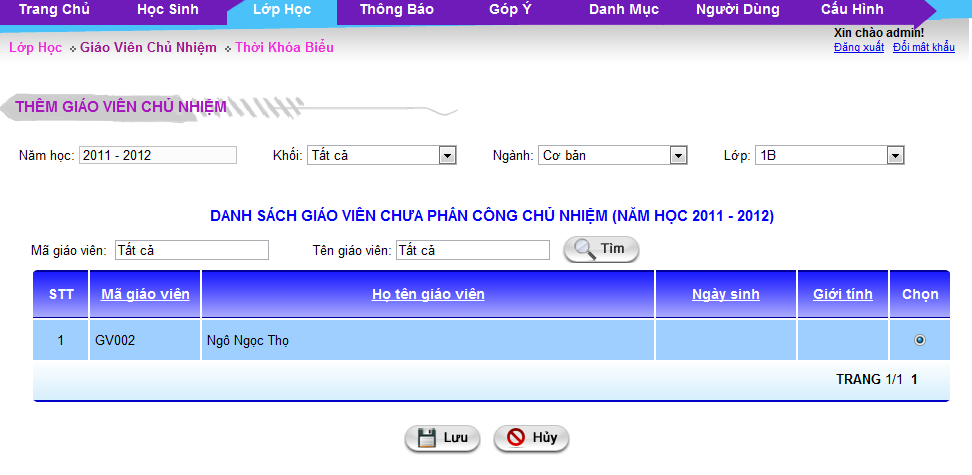 Trang Chủ Học Sinh Lớp Học Thông Báo Góp Ý Danh Mục Người Dùng Cấu Hình
Xin chào admin!
Lớp Học Giáo Viên Chủ Nhiệm Thời Khóa Biểu
Đăng xuất Đổi mật khẩu
THÊM GIÁO VIÊN CHỦ NHIỆM
Năm học: 2011 - 2012 Khối: Tất cả Ngành: Cơ bản Lớp: 1B
DANH SÁCH GIÁO VIÊN CHƯA PHÂN CÔNG CHỦ NHIỆM (NĂM HỌC 2011 - 2012)
Mã giáo viên: Tất cả Tên giáo viên: Tất cả Tìm
STT Mã giáo viên Họ tên giáo viên Ngày sinh Giới tính Chọn
1 GV002 Ngô Ngọc Thọ
TRANG 1/1 1
Lưu Hủy